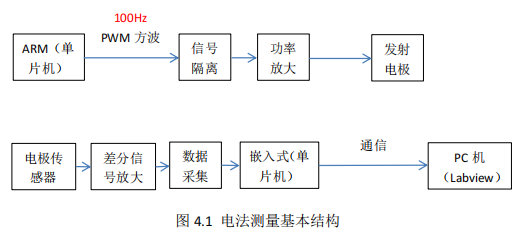 100Hz
PWM 方波
ARM（单
片机）
信号
隔离
功率
放大
发射
电极
电极传
感器
差分信
号放大
数据
采集
嵌入式（单
片机）
通信
PC 机
（Labview）
图 4.1 电法测量基本结构